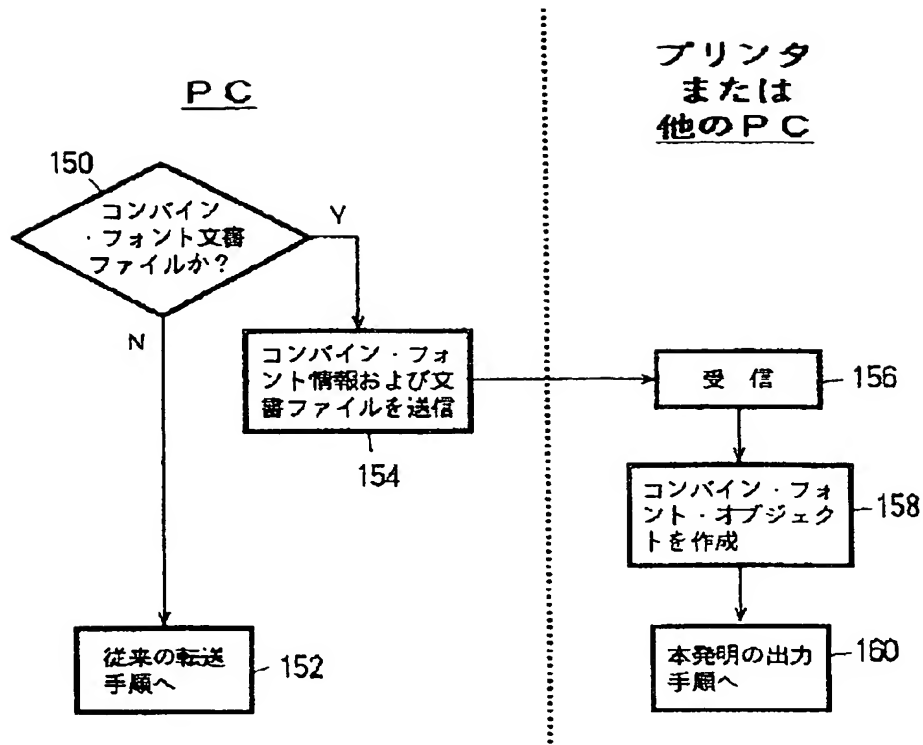 PC
プリンタ
または
他のPC
150
コンバイン
・フォント文書
ファイルか?
Y
N
コンバイン・フォ
ント情報および文
書ファイルを送信
154
受 信
156
コンバイン・フォ
ント・オブジェク
トを作成
158
従来の転送
手順へ
152
本発明の出力
手順へ
160